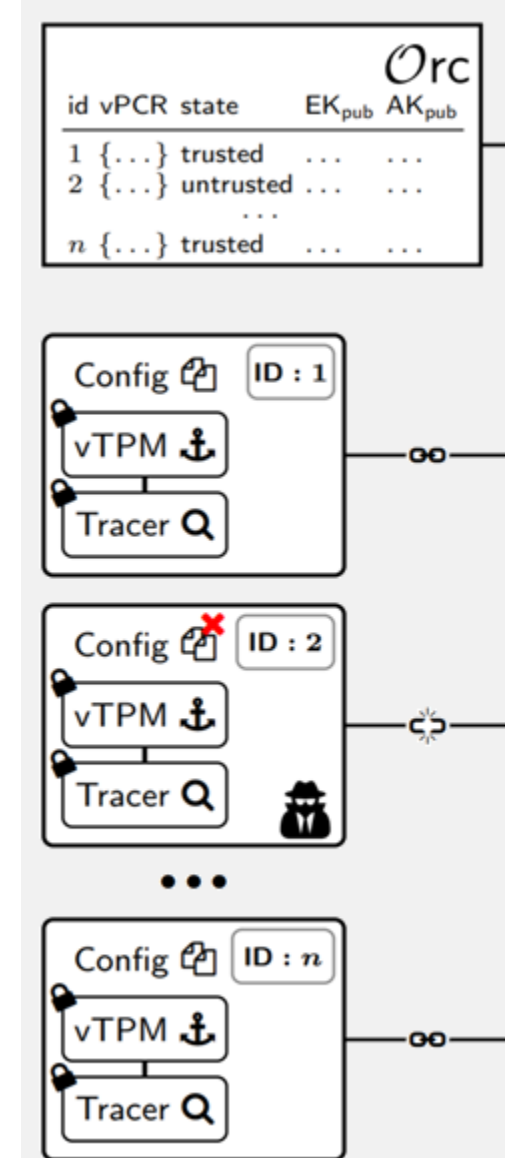 Orc
id vPCR state EKpub AKpub
1 {...} trusted ... ...
2 {...} untrusted ... ...
...
n {...} trusted ... ...
Config ID : 1
vTPM
Tracer
Config ID : 2
vTPM
Tracer
...
Config ID : n
vTPM
Tracer